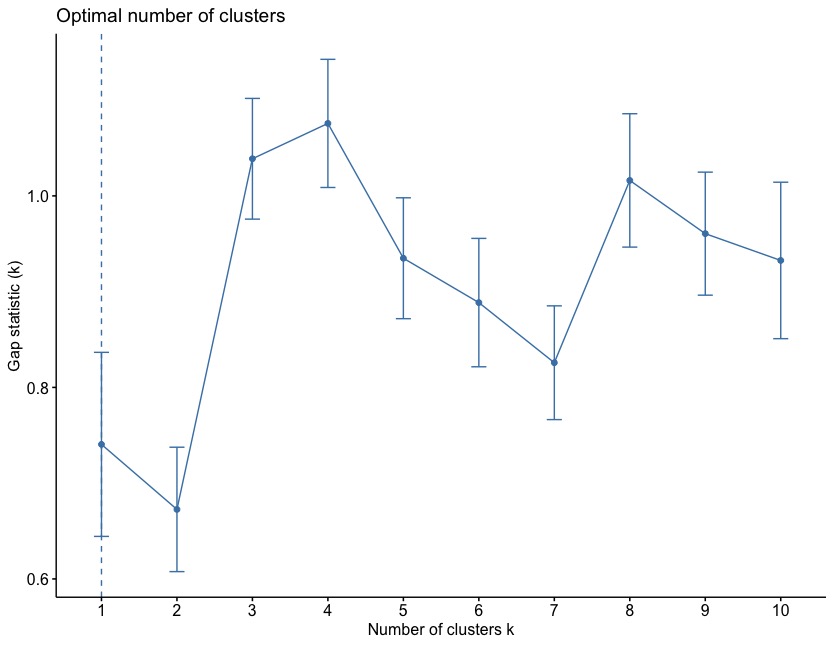 Optimal number of clusters
Gap statistic (k)
1.0
0.8
0.6
1 2 3 4 5 6 7 8 9 10
Number of clusters k